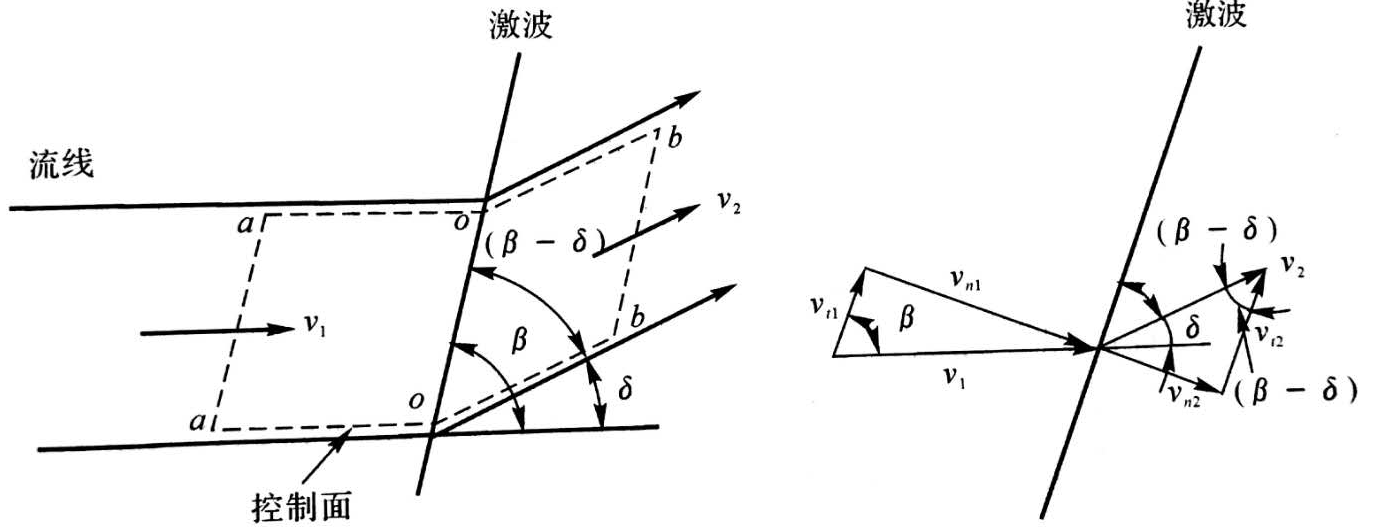 激波
流线
a
o
(β - δ)
b
v2
v1
b
β
δ
a
o
控制面
激波
(β - δ)
v2
vn1
vt1
β
δ
vt2
v1
vn2
(β - δ)